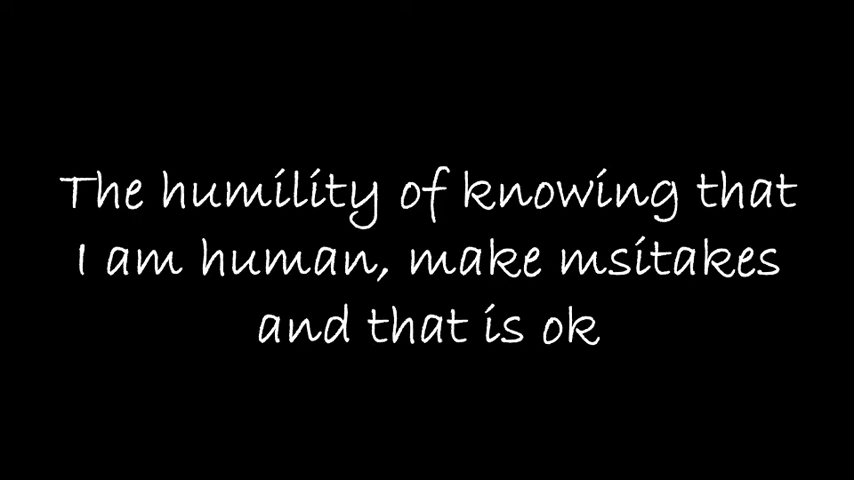 The humility of knowing that
I am human, make msitakes
and that is ok